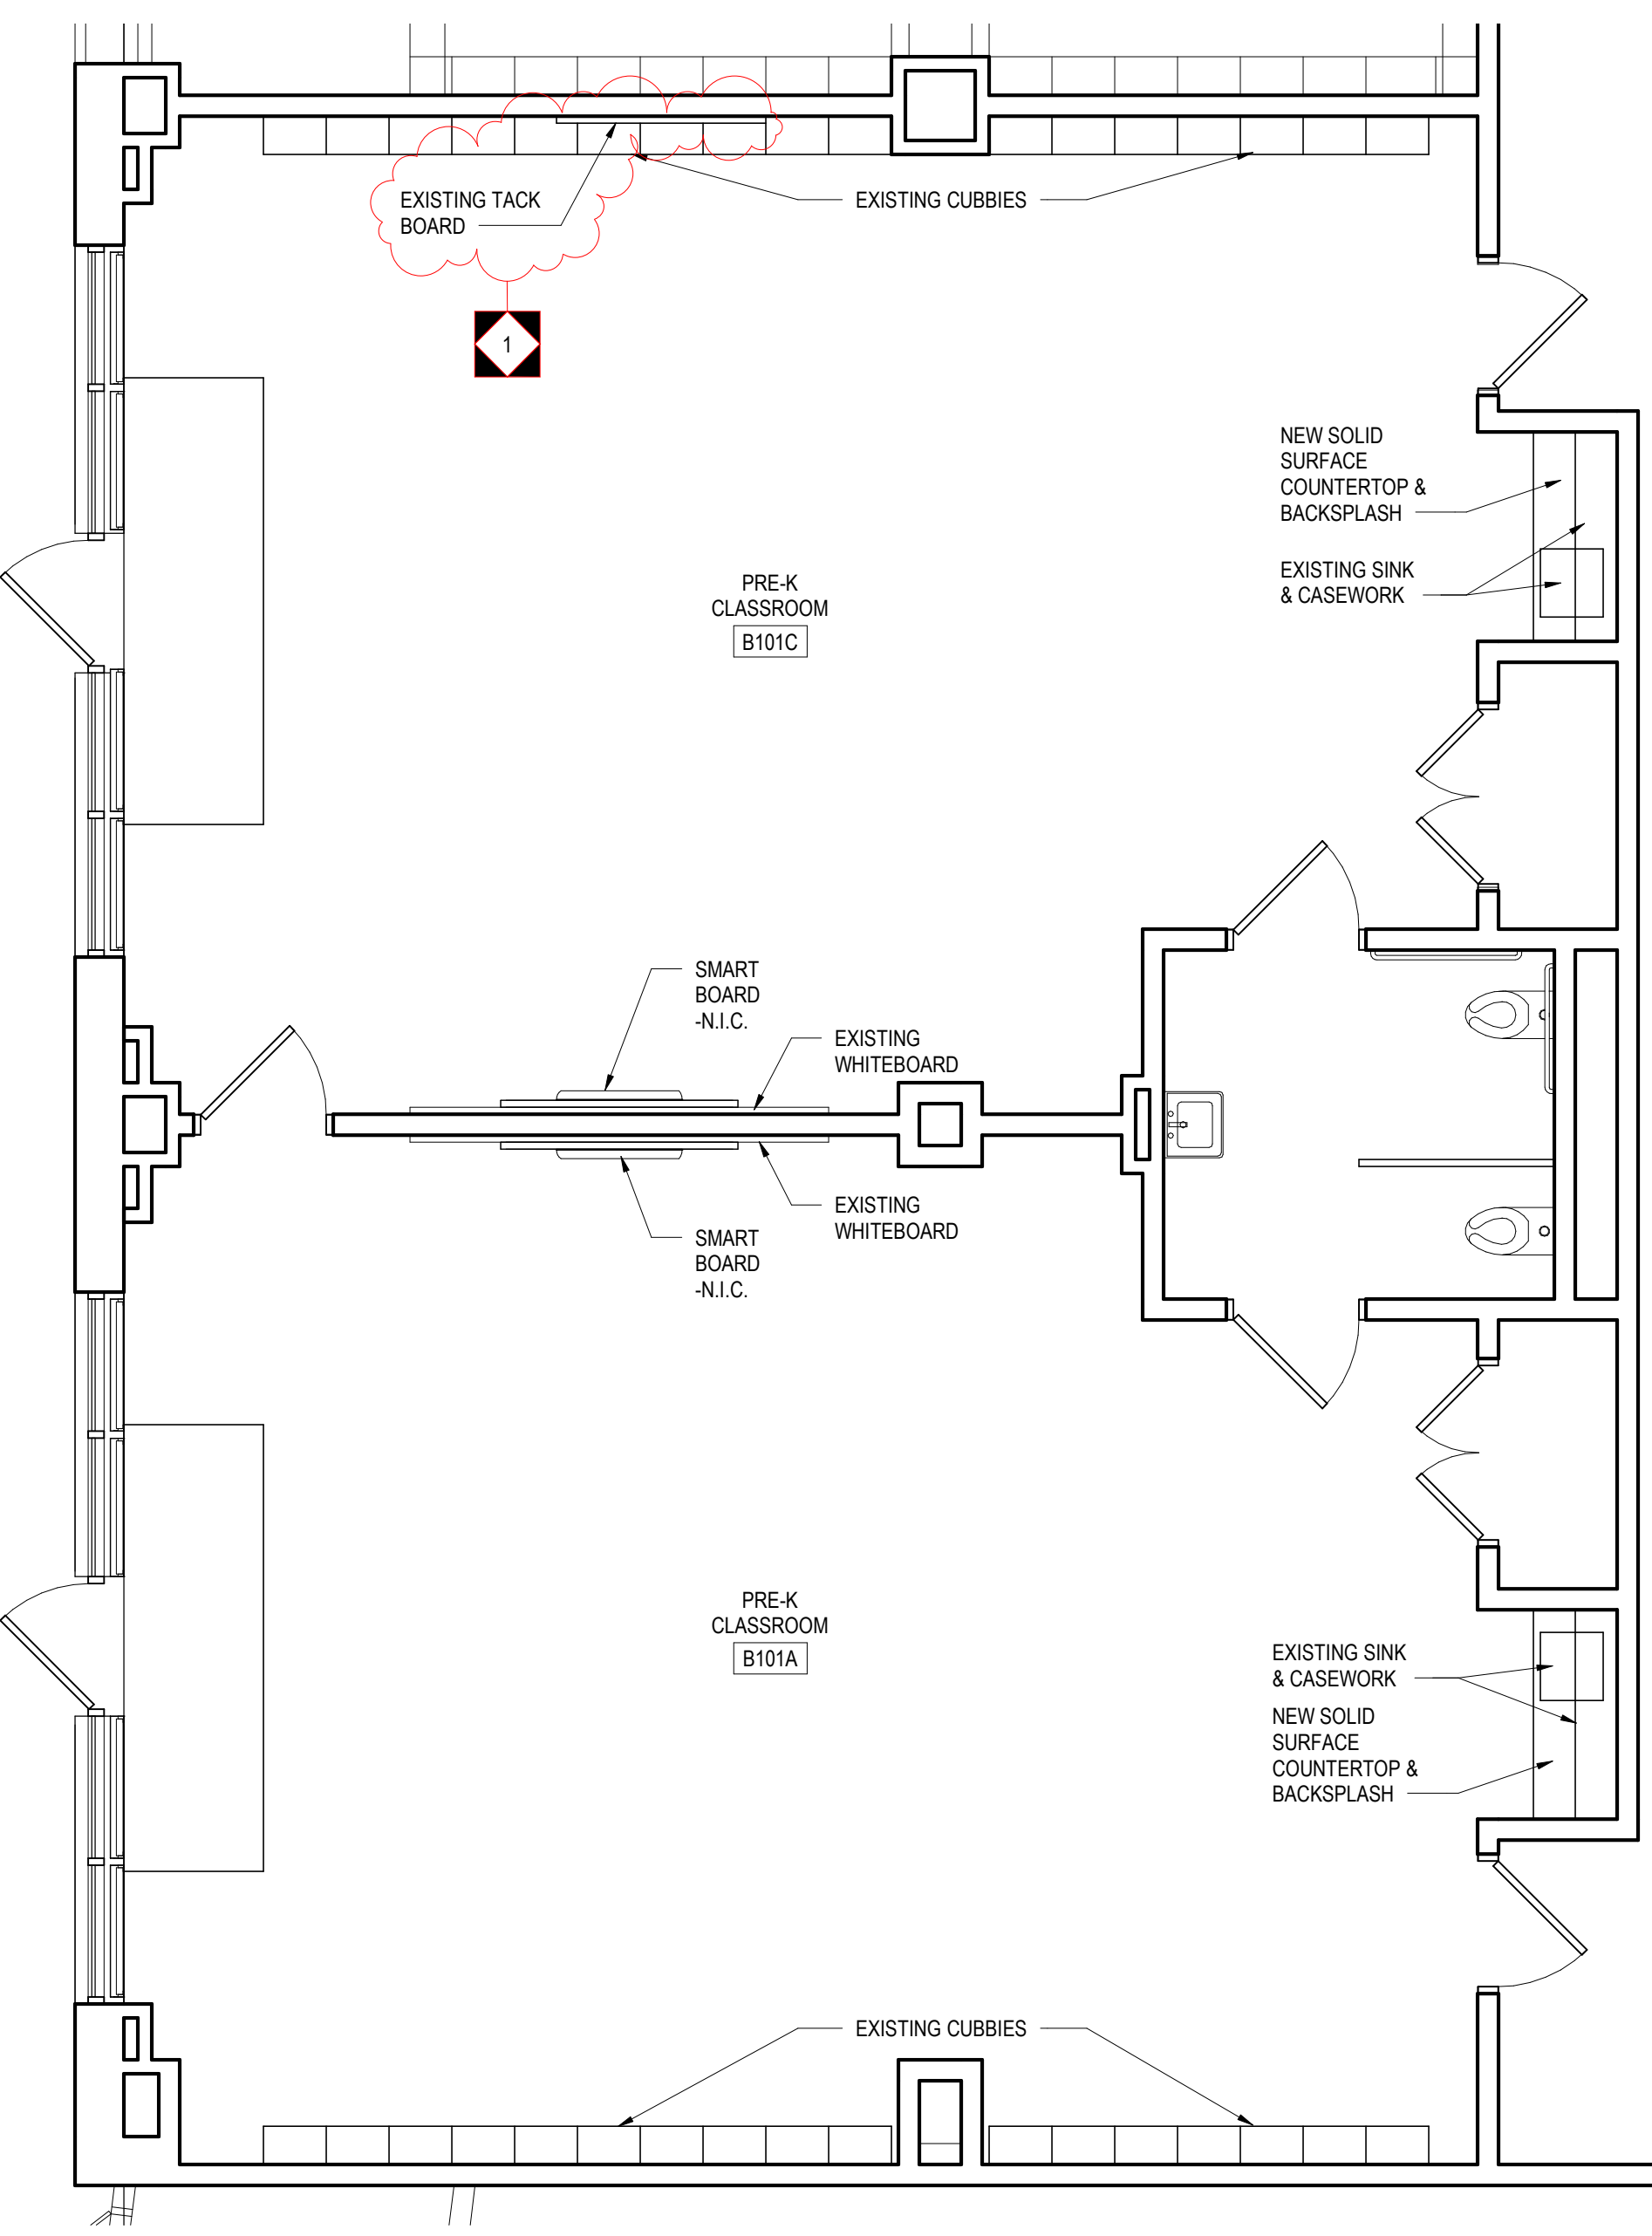 EXISTING TACK
BOARD
EXISTING CUBBIES
1
NEW SOLID
SURFACE
COUNTERTOP &
BACKSPLASH
EXISTING SINK
& CASEWORK
PRE-K
CLASSROOM
B101C
SMART
BOARD
-N.I.C.
EXISTING
WHITEBOARD
EXISTING
WHITEBOARD
SMART
BOARD
-N.I.C.
PRE-K
CLASSROOM
B101A
EXISTING SINK
& CASEWORK
NEW SOLID
SURFACE
COUNTERTOP &
BACKSPLASH
EXISTING CUBBIES